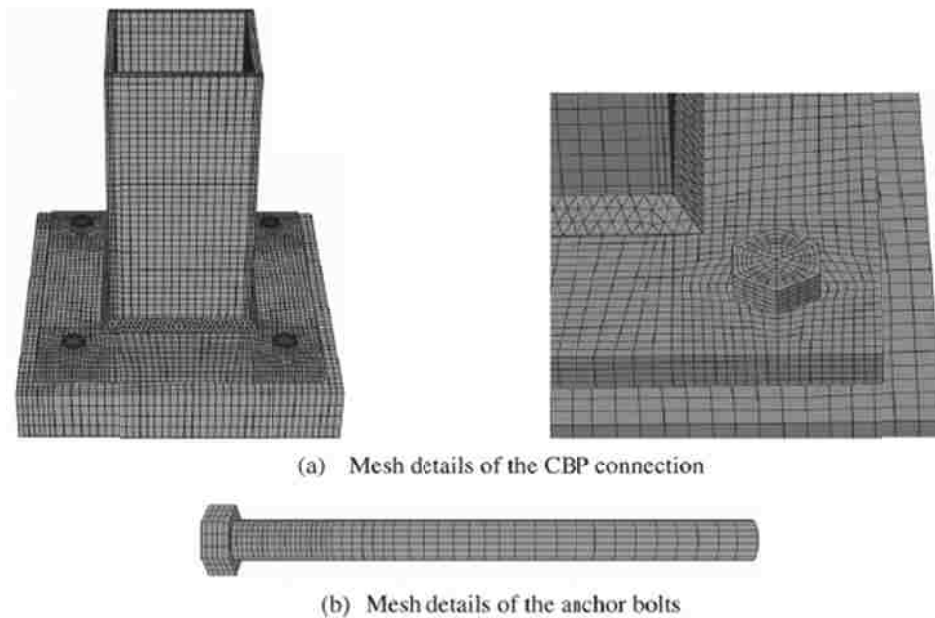 (a) Mesh details of the CBP connection
(b) Mesh details of the anchor bolts